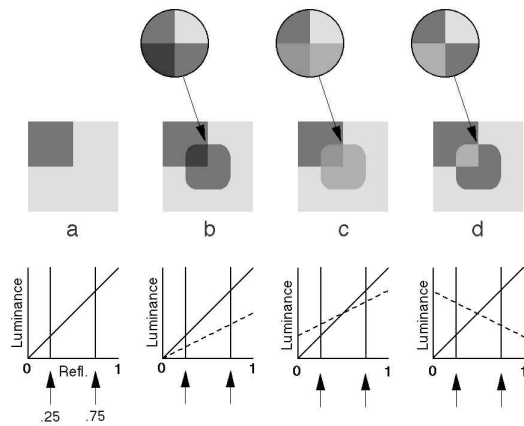 a b c d
Luminance Luminance Luminance Luminance
0 Refl. 1 0 1 0 1 0 1
.25 .75